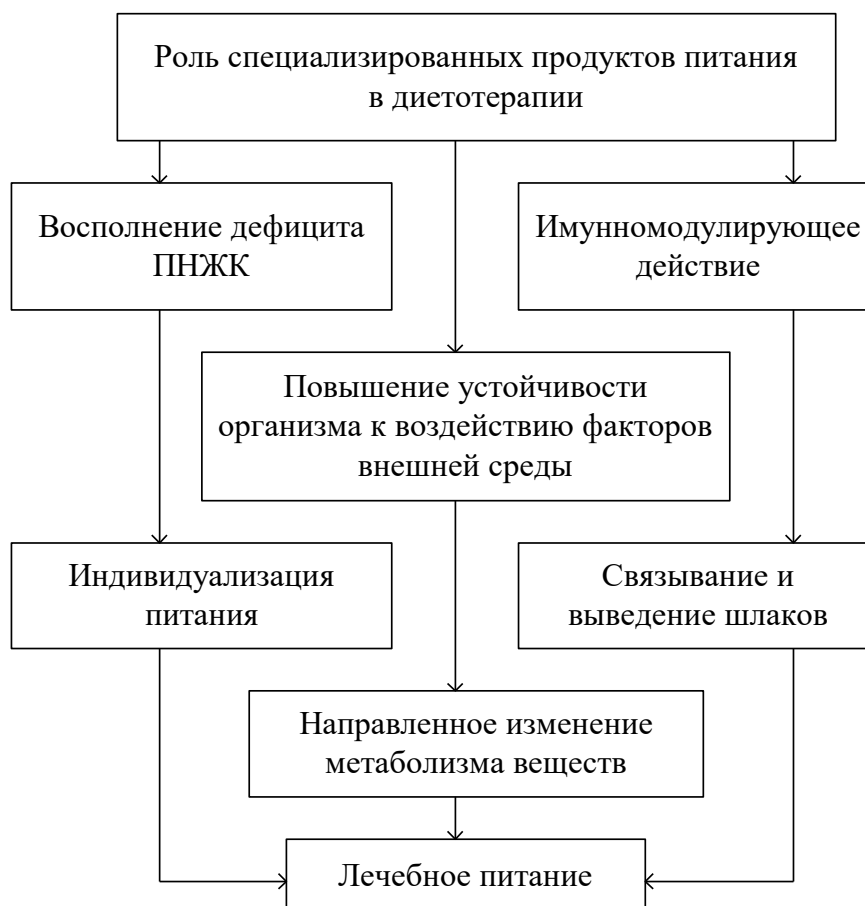 Роль специализированных продуктов питания
в диетотерапии
Восполнение дефицита
ПНЖК
Имунномодулирующее
действие
Повышение устойчивости
организма к воздействию факторов
внешней среды
Индивидуализация
питания
Связывание и
выведение шлаков
Направленное изменение
метаболизма веществ
Лечебное питание